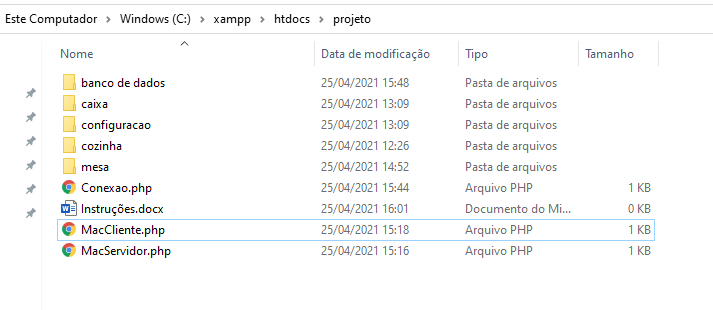 Este Computador > Windows (C:) > xampp > htdocs > projeto
Nome Data de modificação Tipo Tamanho
banco de dados 25/04/2021 15:48 Pasta de arquivos
caixa 25/04/2021 13:09 Pasta de arquivos
configuracao 25/04/2021 13:09 Pasta de arquivos
cozinha 25/04/2021 12:26 Pasta de arquivos
mesa 25/04/2021 14:52 Pasta de arquivos
Conexao.php 25/04/2021 15:44 Arquivo PHP 1 KB
Instruções.docx 25/04/2021 16:01 Documento do Mi... 0 KB
MacCliente.php 25/04/2021 15:18 Arquivo PHP 1 KB
MacServidor.php 25/04/2021 15:16 Arquivo PHP 1 KB